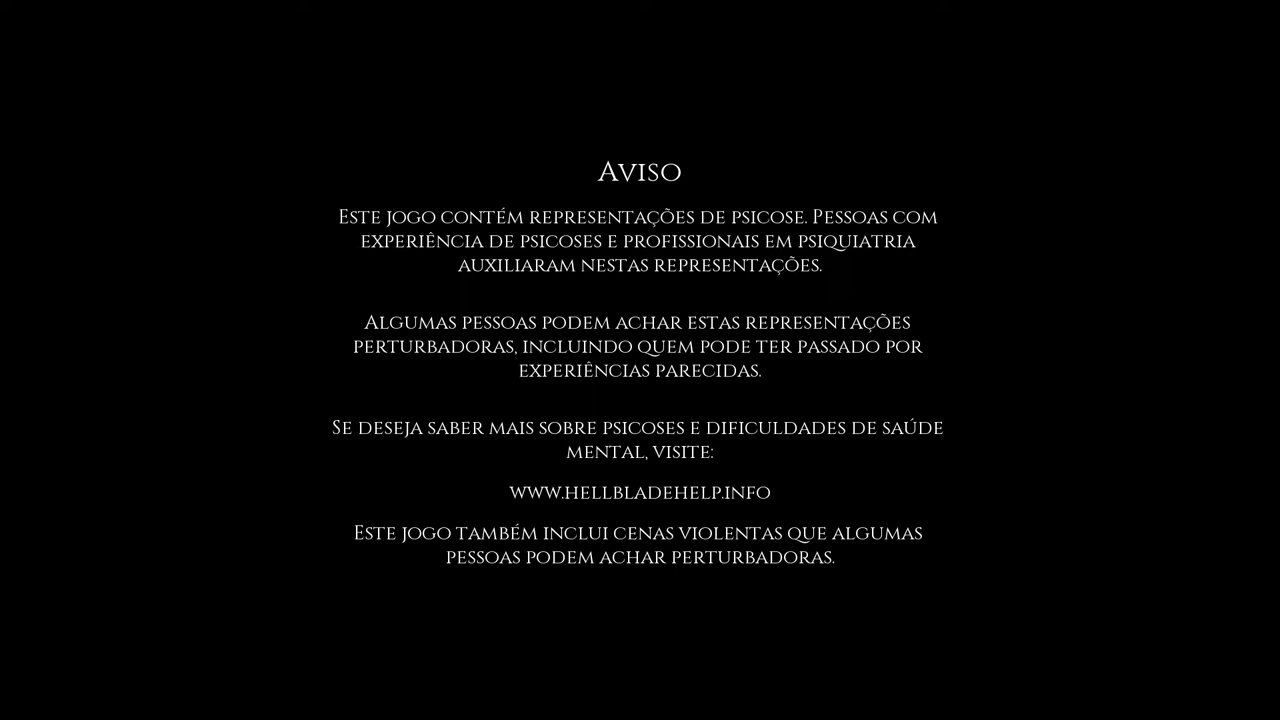 Aviso
Este jogo contém representações de psicose. Pessoas com
experiência de psicoses e profissionais em psiquiatria
auxiliaram nestas representações.
Algumas pessoas podem achar estas representações
perturbadoras, incluindo quem pode ter passado por
experiências parecidas.
Se deseja saber mais sobre psicoses e dificuldades de saúde
mental, visite:
www.hellbladehelp.info
Este jogo também inclui cenas violentas que algumas
pessoas podem achar perturbadoras.